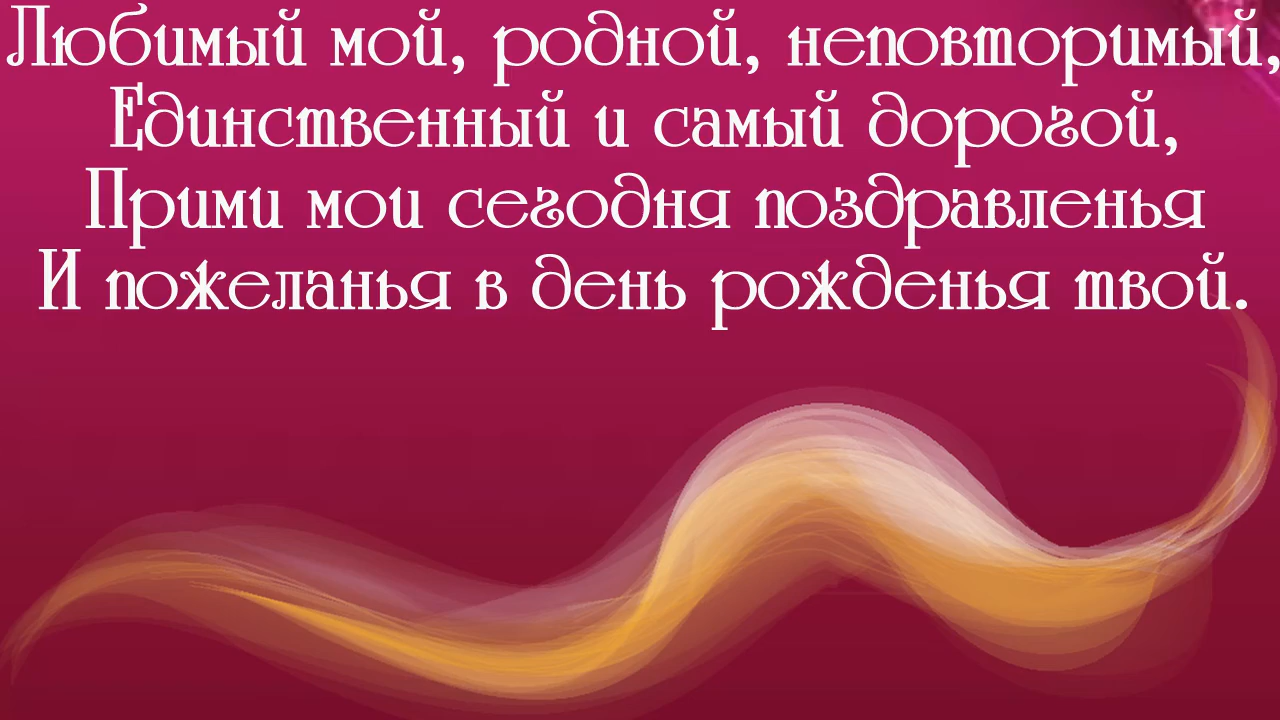 Любимый мой, родной, неповторимый,
Единственный и самый дорогой,
Прими мои сегодня поздравленья
И пожеланья в день рожденья твой.